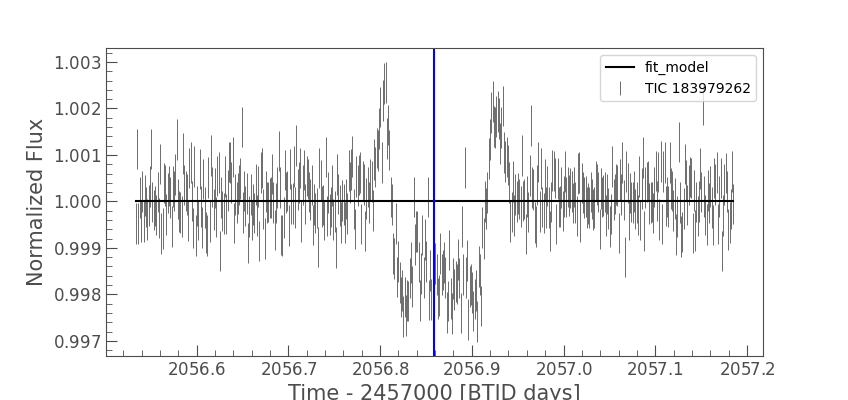 1.003
1.002
1.001
1.000
0.999
0.998
0.997
Normalized Flux
fit_model
TIC 183979262
2056.6 2056.7 2056.8 2056.9 2057.0 2057.1 2057.2
Time - 2457000 [BTJD days]